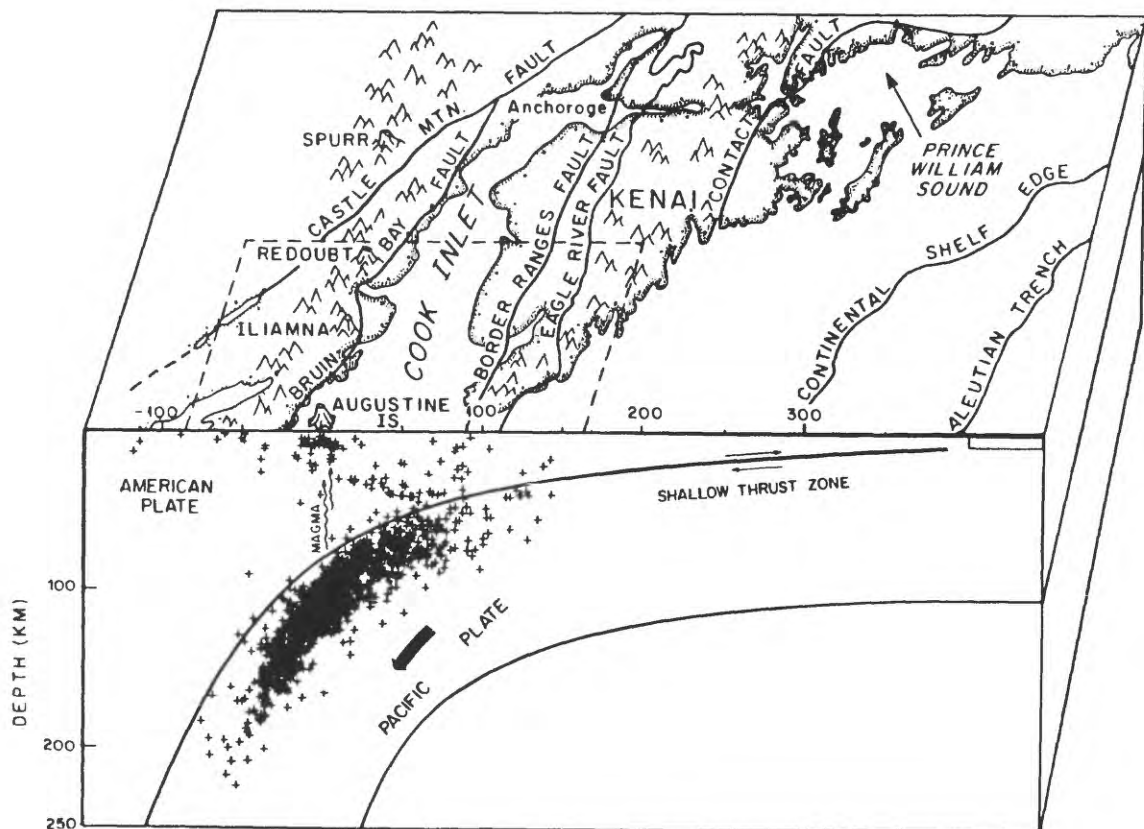 SPURR
CASTLE MTN. FAULT
Anchoroge
BRUIN BAY FAULT
COOK INLE
BORDER RANGES FAULT
EAGLE RIVER FAULT
KENAI
CONTACT FAULT
PRINCE
WILLIAM
SOUND
REDOUBT
ILIAMNA
CONTINENTAL SHELF EDGE
ALEUTIAN TRENCH
AUGUSTINE
IS
-100
100
200
300
AMERICAN
PLATE
MAGMA
SHALLOW THRUST ZONE
PACIFIC PLATE
DEPTH (KM)
100
200
250